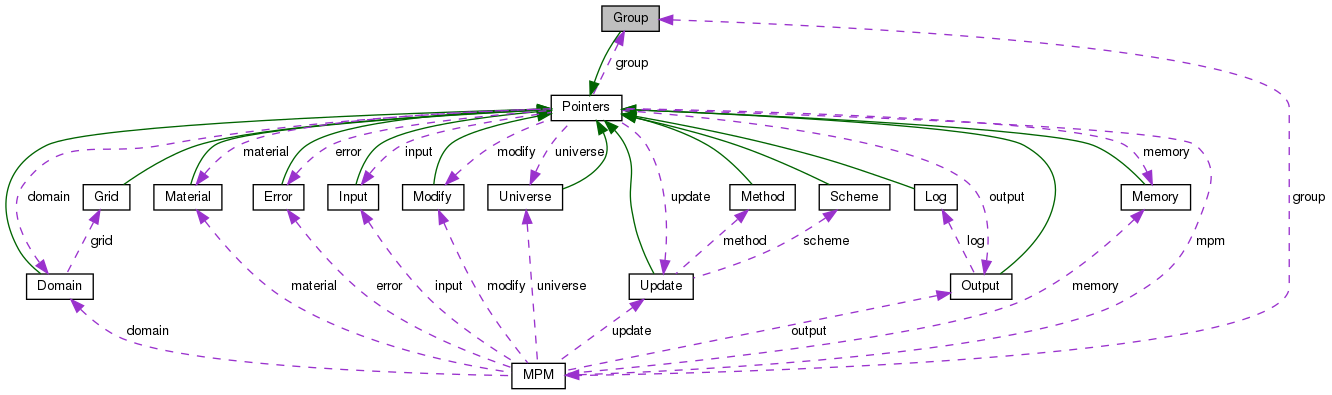 Group
group
Pointers
material
error
input
modify
universe
memory
domain
Grid
Material
Error
Input
Modify
Universe
update
Method
Scheme
Log
output
Memory
group
grid
method
scheme
log
mpm
Domain
material
error
input
modify
universe
Update
Output
memory
domain
update
output
MPM